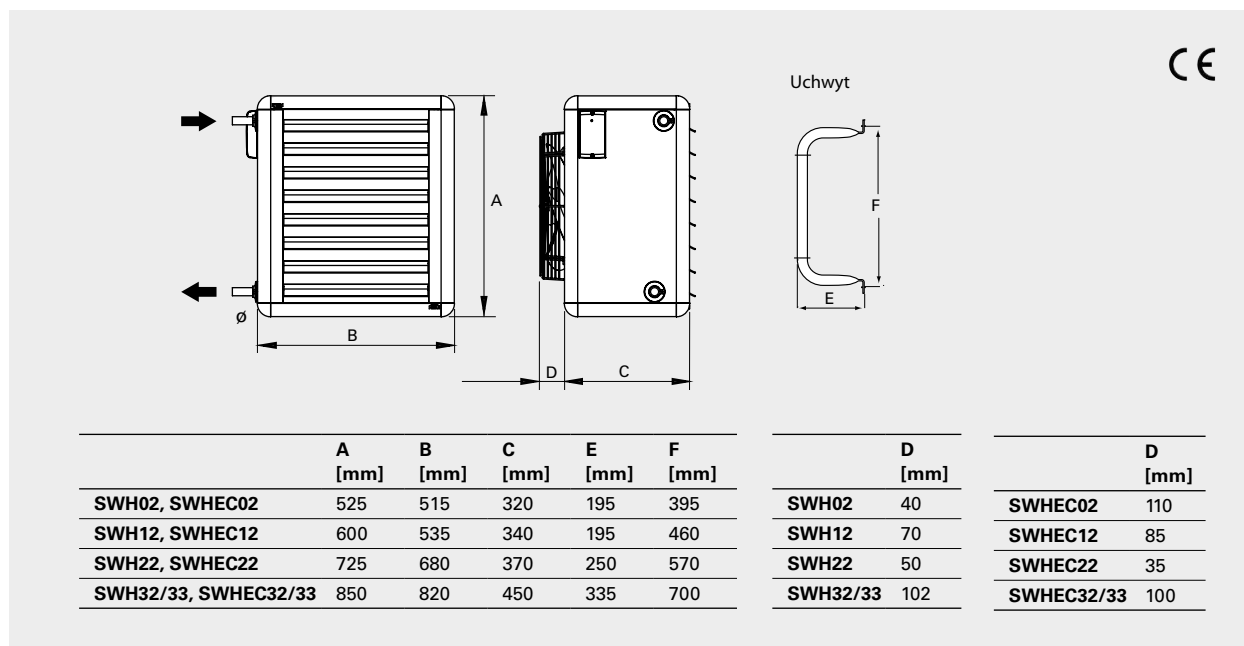 CE
Uchwyt
A
F
E
ø
B
D C
A B C E F
[mm] [mm] [mm] [mm] [mm]
SWH02, SWHEC02 525 515 320 195 395
SWH12, SWHEC12 600 535 340 195 460
SWH22, SWHEC22 725 680 370 250 570
SWH32/33, SWHEC32/33 850 820 450 335 700
D
[mm]
SWH02 40
SWH12 70
SWH22 50
SWH32/33 102
D
[mm]
SWHEC02 110
SWHEC12 85
SWHEC22 35
SWHEC32/33 100